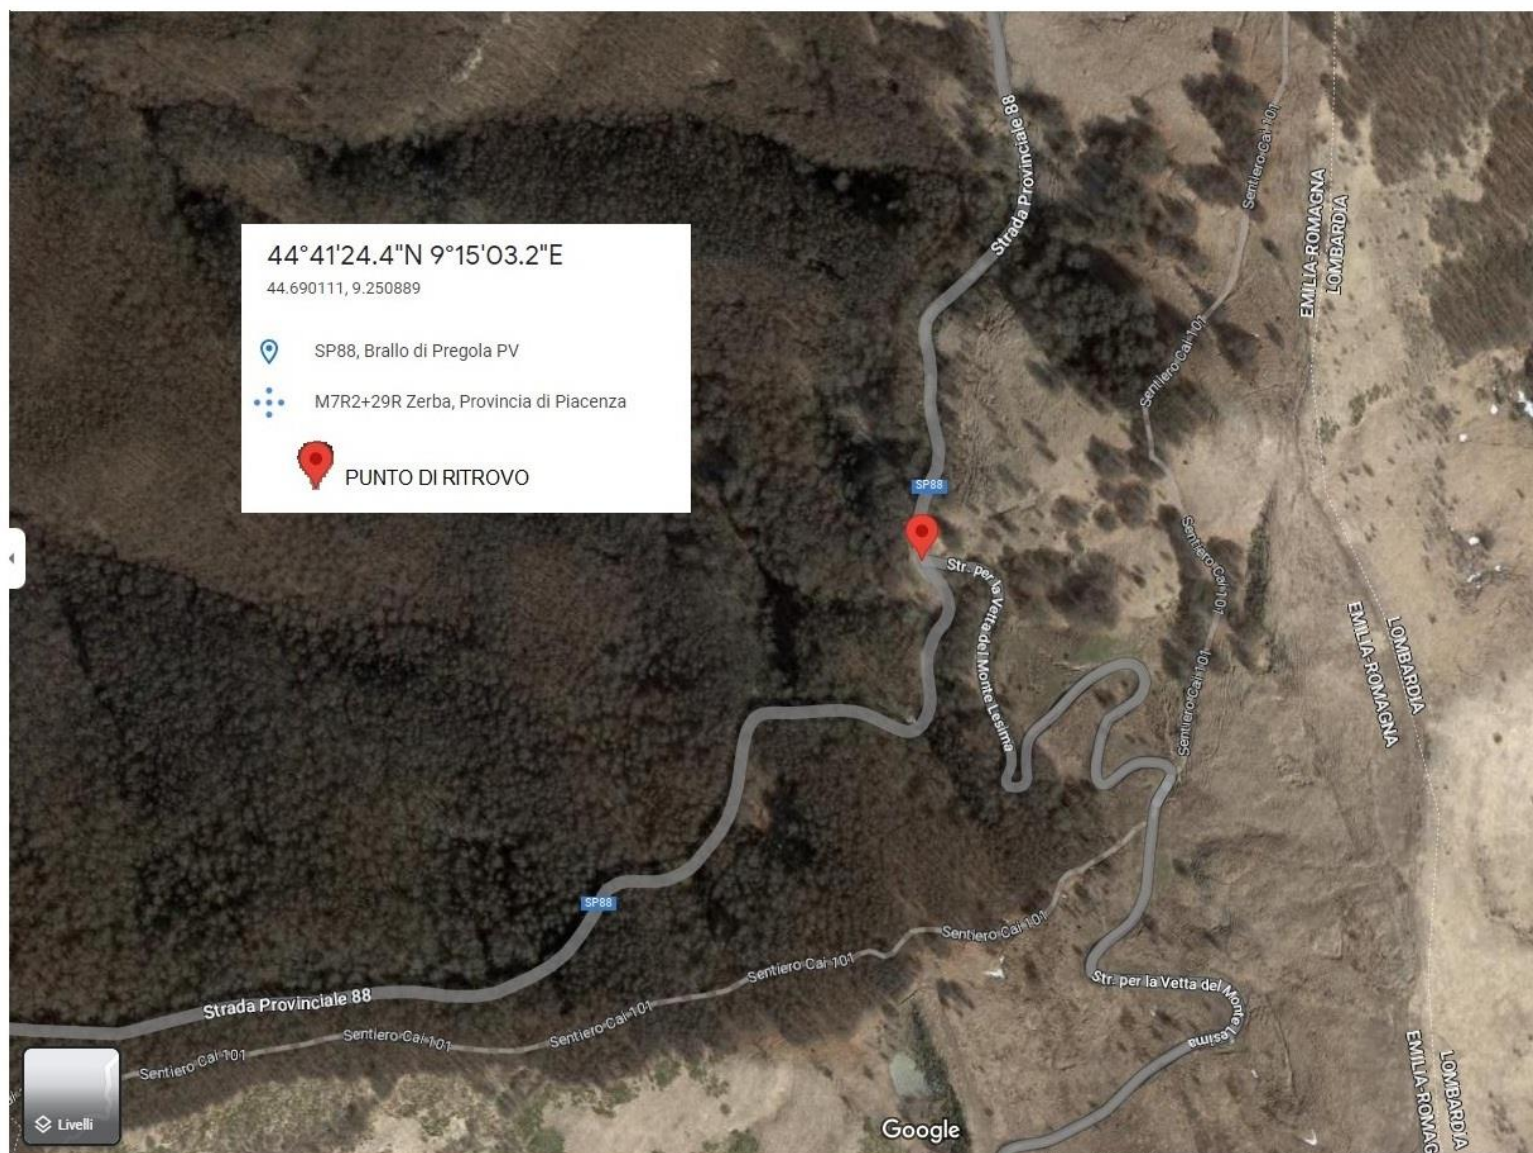 44°41'24.4"N 9°15'03.2"E
44.690111, 9.250889
SP88, Brallo di Pregola PV
M7R2+29R Zerba, Provincia di Piacenza
PUNTO DI RITROVO
Strada Provinciale 88
Strada Provinciale 88
Sentiero Cai 101
EMILIA-ROMAGNA
LOMBARDIA
Sentiero Cai 101
SP88
Sentiero Cai 101
Str. per la Vetta del Monte Lesima
LOMBARDIA
EMILIA-ROMAGNA
Sentiero Cai 101
SP88
Sentiero Cai 101
Sentiero Cai 101
Str. per la Vetta del Monte Lesima
Strada Provinciale 88
Sentiero Cai 101
Sentiero Cai 101
Sentiero Cai 101
LOMBARDIA
EMILIA-ROMAG
Livelli
Google